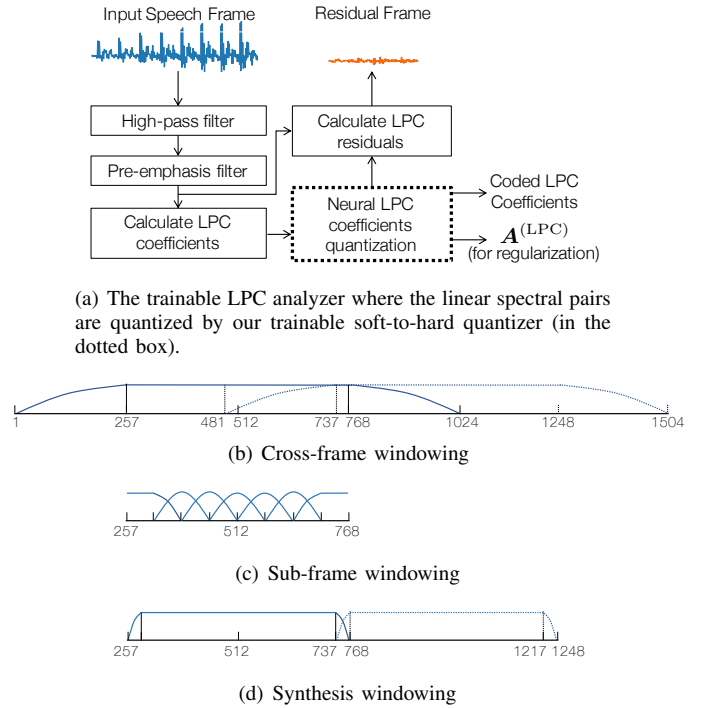 Input Speech Frame
Residual Frame
High-pass filter
Calculate LPC
residuals
Pre-emphasis filter
Calculate LPC
coefficients
Neural LPC
coefficients
quantization
Coded LPC
Coefficients
A^(LPC)
(for regularization)
(a) The trainable LPC analyzer where the linear spectral pairs
are quantized by our trainable soft-to-hard quantizer (in the
dotted box).
1 257 481 512 737 768 1024 1248 1504
(b) Cross-frame windowing
257 512 768
(c) Sub-frame windowing
257 512 737 768 1217 1248
(d) Synthesis windowing